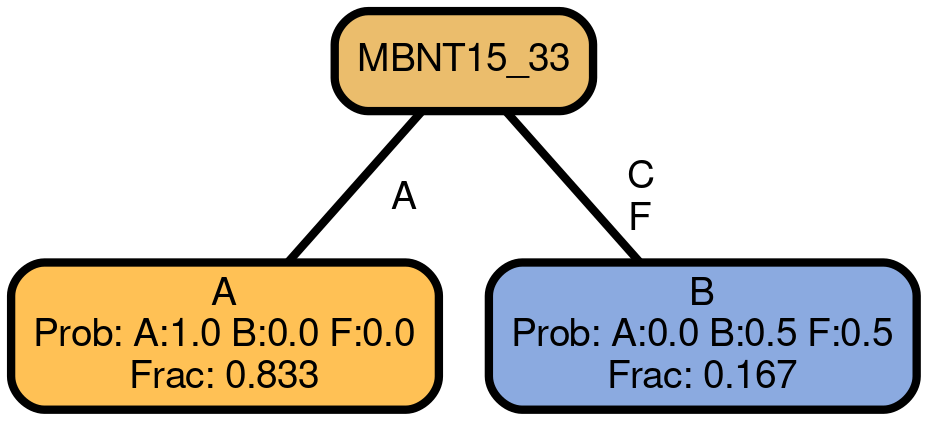 MBNT15_33
A
C
F
A
Prob: A:1.0 B:0.0 F:0.0
Frac: 0.833
B
Prob: A:0.0 B:0.5 F:0.5
Frac: 0.167